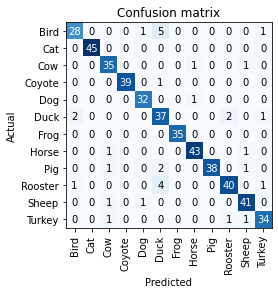 Confusion matrix
Bird 28 0 0 0 1 5 0 0 0 0 0 1
Cat 0 45 0 0 0 0 0 0 0 0 0 0
Cow 0 0 35 0 0 0 0 1 0 0 1 0
Coyote 0 0 0 39 0 1 0 0 0 0 0 0
Dog 0 0 0 0 32 0 0 1 0 0 0 0
Duck 2 0 0 0 0 37 0 0 0 2 0 1
Frog 0 0 0 0 0 0 35 0 0 0 0 0
Horse 0 0 1 0 0 0 0 43 0 0 1 0
Pig 0 0 1 0 0 2 0 0 38 0 1 0
Rooster 1 0 0 0 0 4 0 0 0 40 0 1
Sheep 0 0 1 0 1 0 0 0 0 0 41 0
Turkey 0 0 1 0 0 0 0 0 0 1 1 34
Bird Cat Cow Coyote Dog Duck Frog Horse Pig Rooster Sheep Turkey
Actual
Predicted